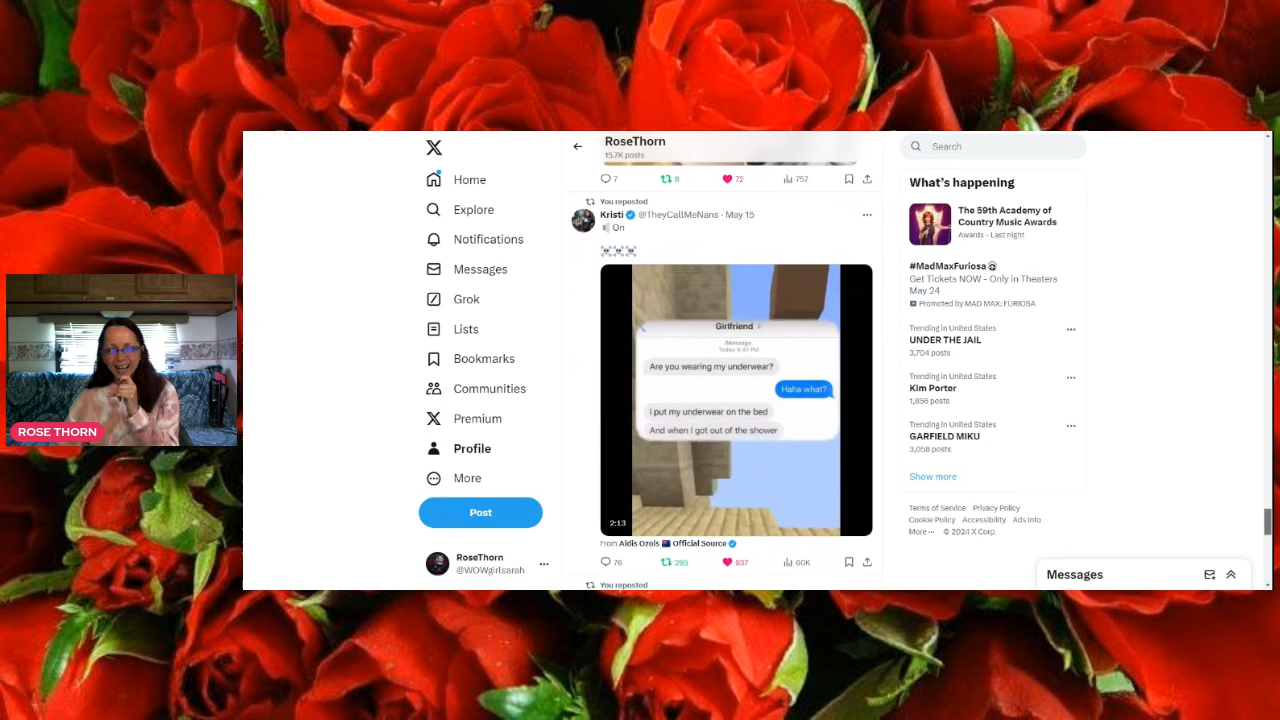 ROSE THORN
Home
Explore
Notifications
Messages
Grok
Lists
Bookmarks
Communities
Premium
Profile
More
Post
RoseThorn
@WOWgirlsarah
RoseThorn
15.7K posts
7 8 72 757
You reposted
Kristi @TheyCallMeNans · May 15
On
Girlfriend
iMessage
Today 4:41 PM
Are you wearing my underwear?
Haha what?
I put my underwear on the bed
And when I got out of the shower
2:13
From Aldis Ozols Official Source
76 295 937 60K
You reposted
Search
What's happening
The 59th Academy of
Country Music Awards
Awards · Last night
#MadMaxFuriosa
Get Tickets NOW - Only in Theaters
May 24
Promoted by MAD MAX: FURIOSA
Trending in United States
UNDER THE JAIL
3,704 posts
Trending in United States
Kim Porter
1,856 posts
Trending in United States
GARFIELD MIKU
3,058 posts
Show more
Terms of Service Privacy Policy
Cookie Policy Accessibility Ads info
More ··· © 2024 X Corp.
Messages